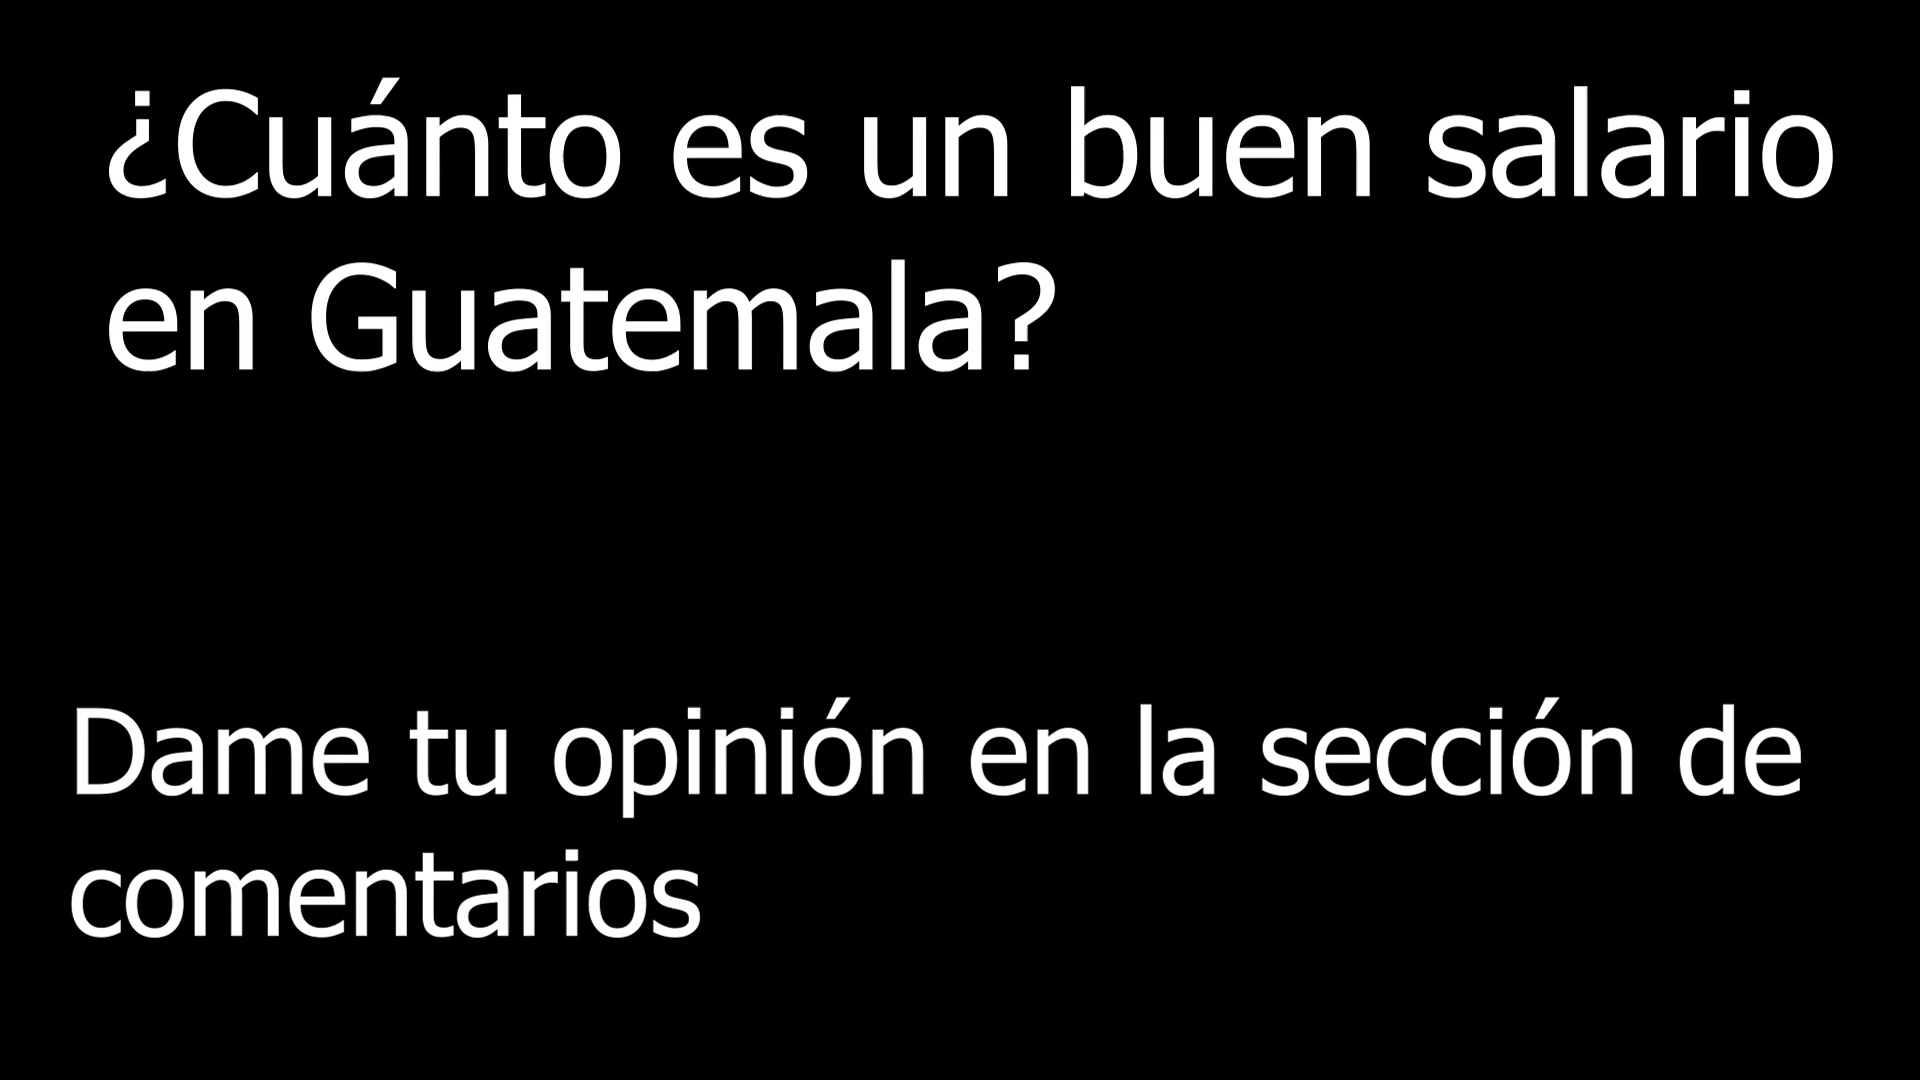 ¿Cuánto es un buen salario
en Guatemala?
Dame tu opinión en la sección de
comentarios